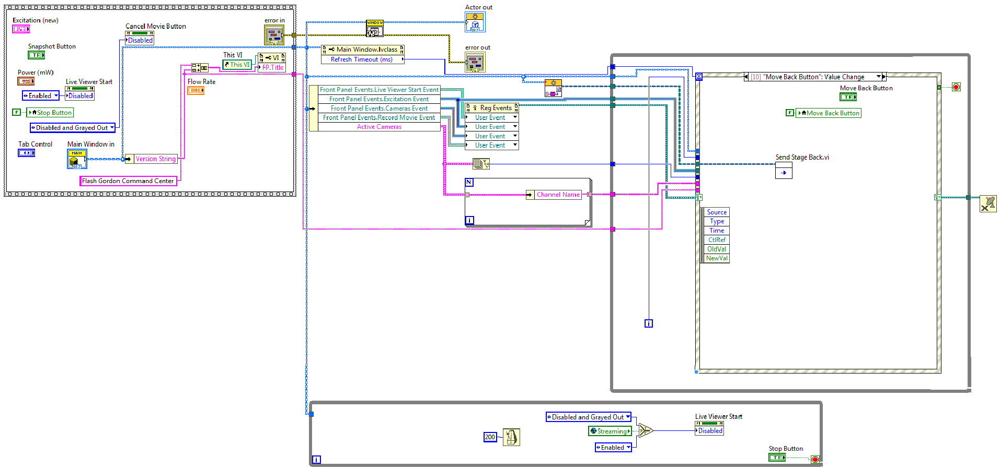 Excitation (new)
Snapshot Button
TF
Power (mW)
Live Viewer Start
Enabled
Disabled
F
Stop Button
Disabled and Grayed Out
Tab Control
Main Window in
MAIN
OBJ
Cancel Movie Button
Disabled
error in
This VI
This VI
VI
FP.Title
Flow Rate
DBL
Version String
Flash Gordon Command Center
Actor out
OBJ
WINDOW
error out
Main Window.lvclass
Refresh Timeout (ms)
Front Panel Events.Live Viewer Start Event
Front Panel Events.Excitation Event
Front Panel Events.Cameras Event
Front Panel Events.Record Movie Event
Active Cameras
Reg Events
User Event
User Event
User Event
User Event
N
Channel Name
i
i
[10] "Move Back Button": Value Change
Move Back Button
TF
F
Move Back Button
Send Stage Back.vi
Source
Type
Time
CtlRef
OldVal
NewVal
200
Disabled and Grayed Out
Streaming
Enabled
T
F
Live Viewer Start
Disabled
Stop Button
TF
i